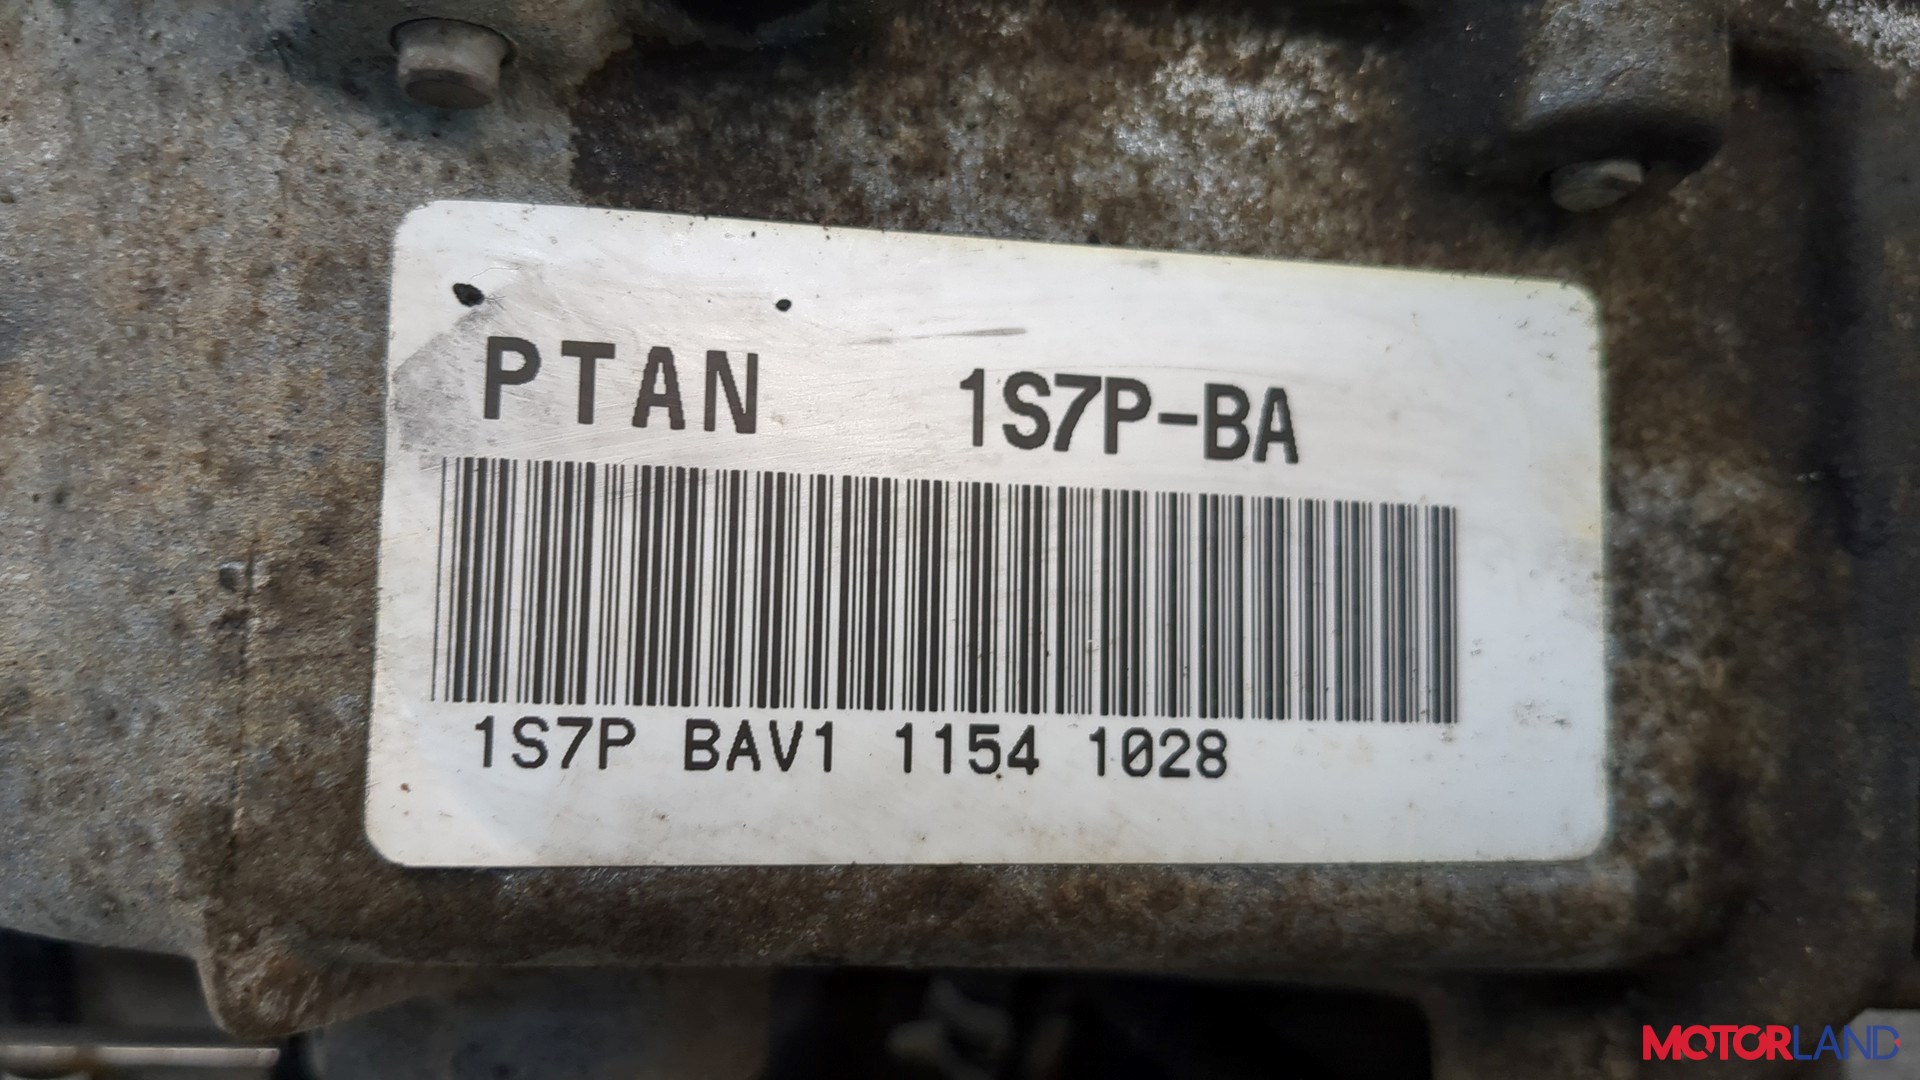 PTAN 1S7P-BA
1S7P BAV1 1154 1028
MOTORLAND